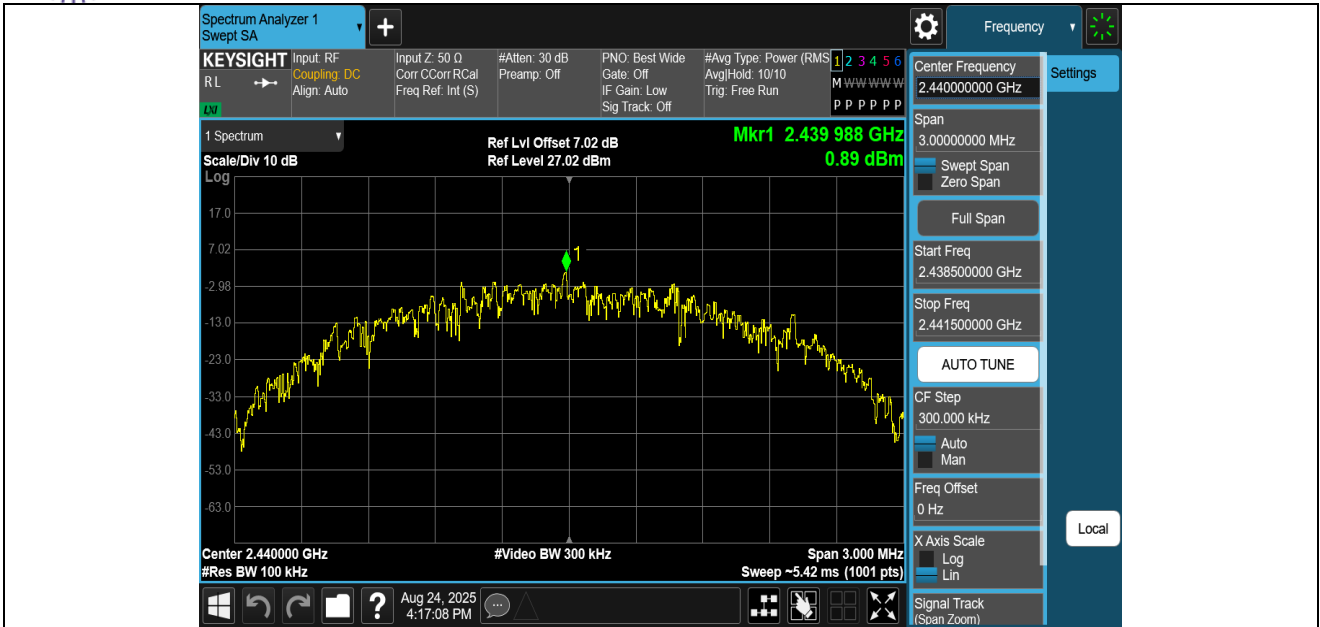 Spectrum Analyzer 1
Swept SA
Frequency
KEYSIGHT
RL
LXI
Input: RF
Coupling: DC
Align: Auto
Input Z: 50 Ω
Corr CCorr RCal
Freq Ref: Int (S)
#Atten: 30 dB
Preamp: Off
PNO: Best Wide
Gate: Off
IF Gain: Low
Sig Track: Off
#Avg Type: Power (RMS
Avg|Hold: 10/10
Trig: Free Run
1 2 3 4 5 6
M W W W W W
P P P P P P
1 Spectrum
Scale/Div 10 dB
Log
Ref Lvl Offset 7.02 dB
Ref Level 27.02 dBm
Mkr1 2.439 988 GHz
0.89 dBm
1
17.0
7.02
-2.98
-13.0
-23.0
-33.0
-43.0
-53.0
-63.0
Center 2.440000 GHz
#Video BW 300 kHz
Span 3.000 MHz
#Res BW 100 kHz
Sweep ~5.42 ms (1001 pts)
Aug 24, 2025
4:17:08 PM
?
Center Frequency
2.440000000 GHz
Settings
Span
3.00000000 MHz
Swept Span
Zero Span
Full Span
Start Freq
2.438500000 GHz
Stop Freq
2.441500000 GHz
AUTO TUNE
CF Step
300.000 kHz
Auto
Man
Freq Offset
0 Hz
X Axis Scale
Log
Lin
Local
Signal Track
(Span Zoom)